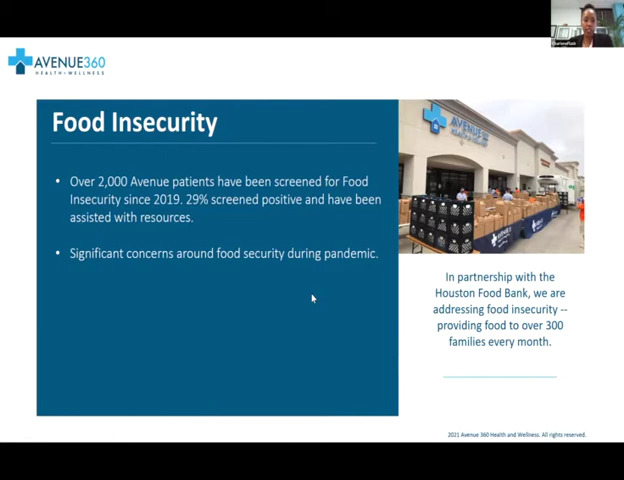 AVENUE360
HEALTH+WELLNESS
Food Insecurity
• Over 2,000 Avenue patients have been screened for Food
Insecurity since 2019. 29% screened positive and have been
assisted with resources.
• Significant concerns around food security during pandemic.
AVENUE
In partnership with the
Houston Food Bank, we are
addressing food insecurity --
providing food to over 300
families every month.
2021 Avenue 360 Health and Wellness. All rights reserved.